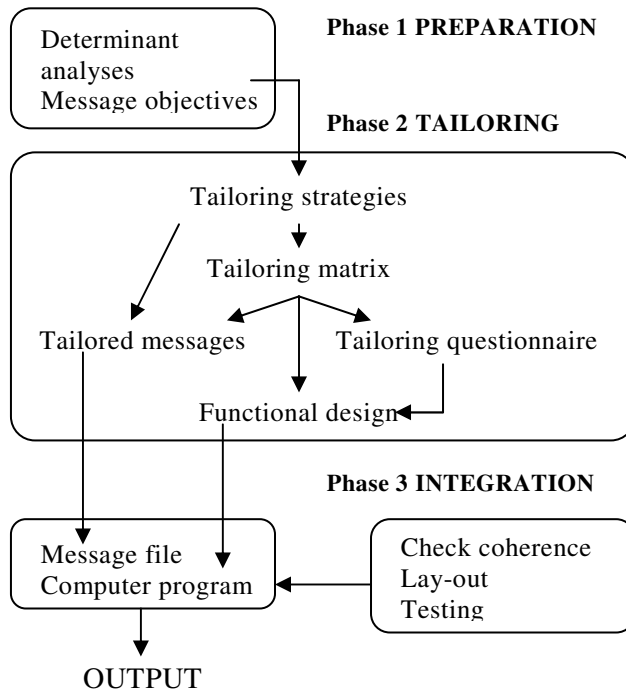 Phase 1 PREPARATION
Determinant
analyses
Message objectives
Phase 2 TAILORING
Tailoring strategies
Tailoring matrix
Tailored messages
Tailoring questionnaire
Functional design
Phase 3 INTEGRATION
Message file
Computer program
Check coherence
Lay-out
Testing
OUTPUT